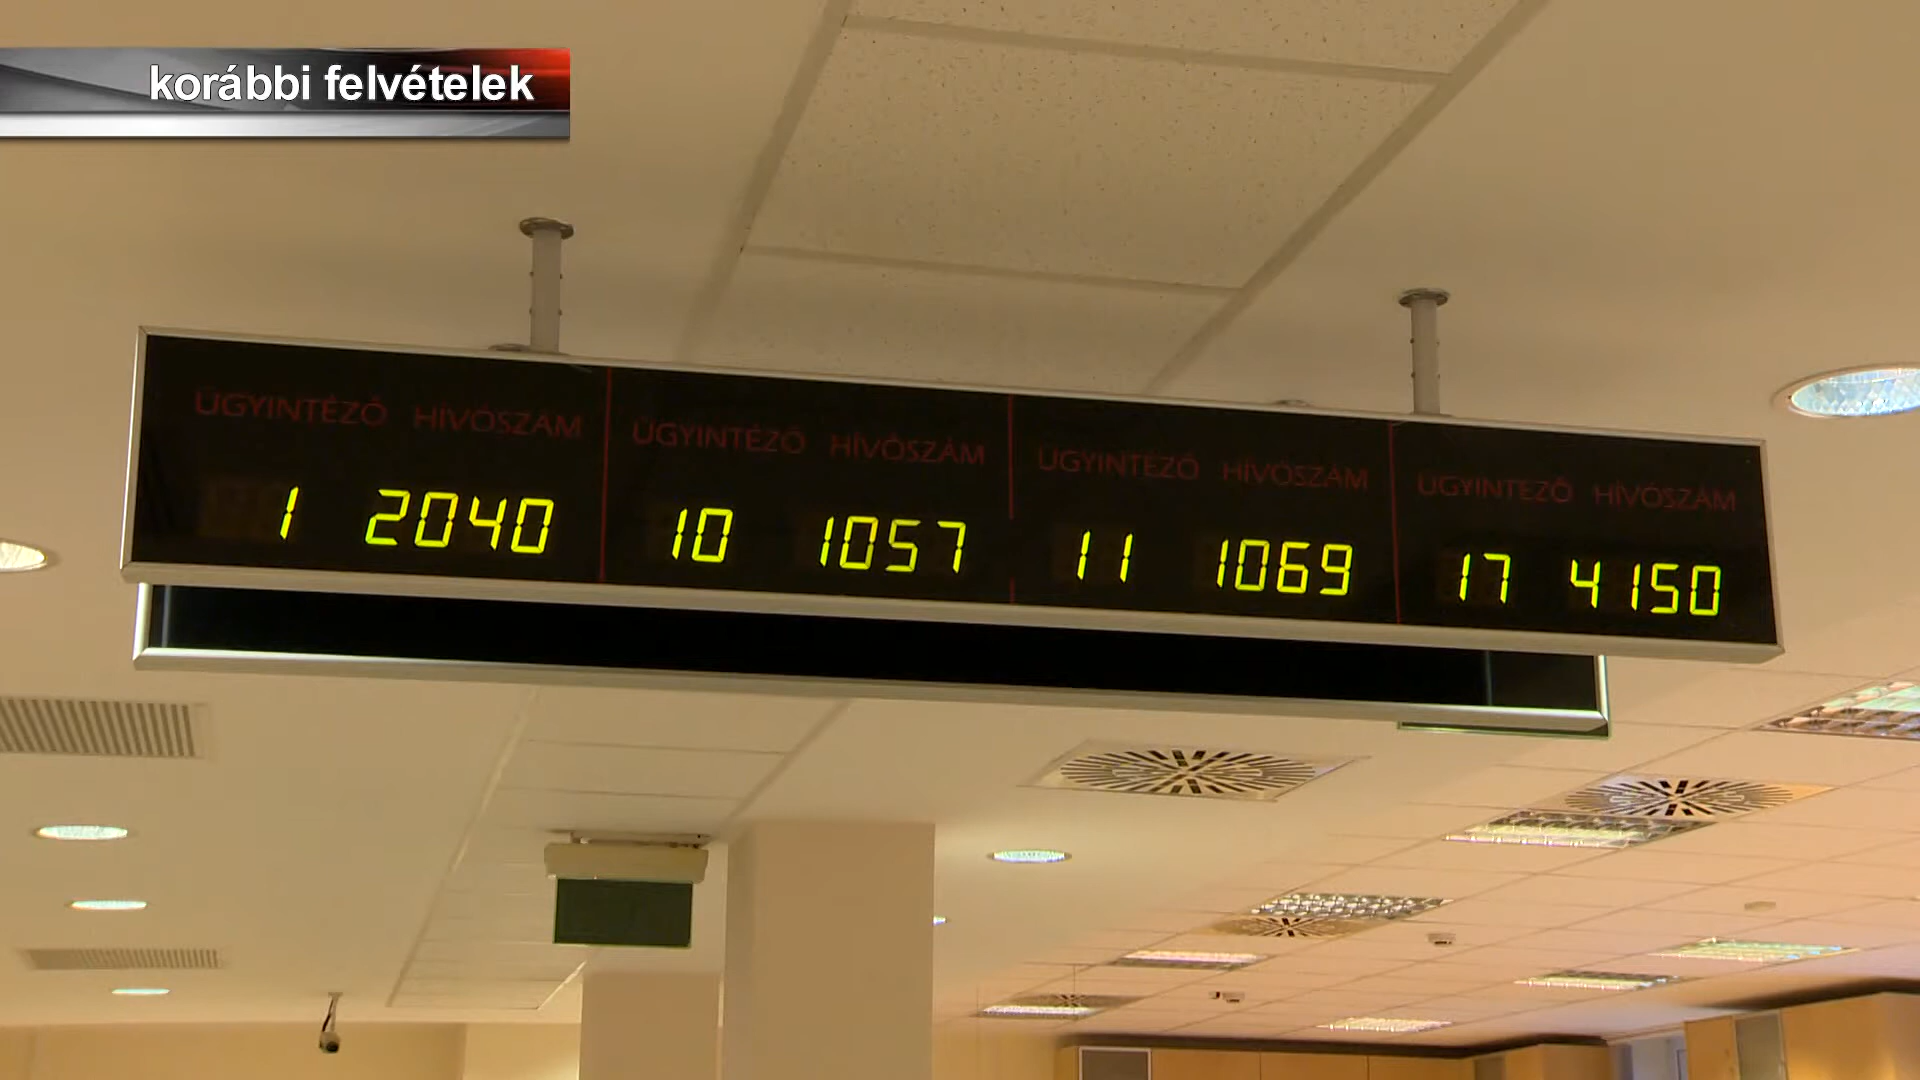 korábbi felvételek
ÜGYINTÉZŐ HÍVÓSZÁM ÜGYINTÉZŐ HÍVÓSZÁM ÜGYINTÉZŐ HÍVÓSZÁM ÜGYINTÉZŐ HÍVÓSZÁM
1 2040 10 1057 11 1069 17 4150